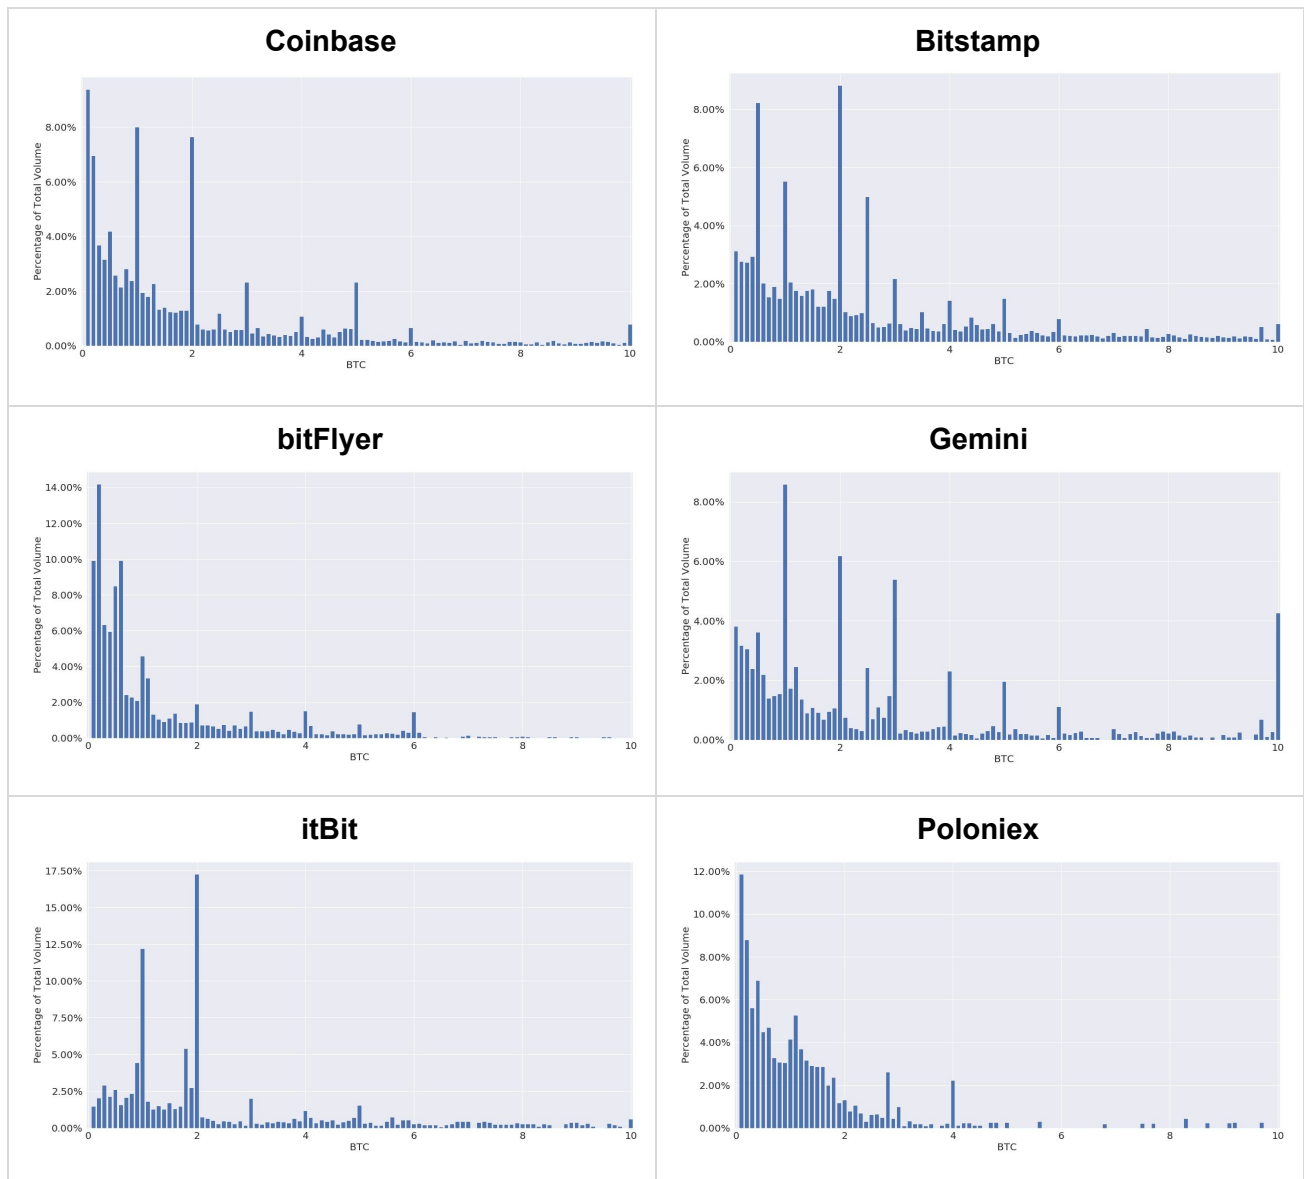 Coinbase
Percentage of Total Volume
8.00%
6.00%
4.00%
2.00%
0.00%
0 2 4 6 8 10
BTC
Bitstamp
Percentage of Total Volume
8.00%
6.00%
4.00%
2.00%
0.00%
0 2 4 6 8 10
BTC
bitFlyer
Percentage of Total Volume
14.00%
12.00%
10.00%
8.00%
6.00%
4.00%
2.00%
0.00%
0 2 4 6 8 10
BTC
Gemini
Percentage of Total Volume
8.00%
6.00%
4.00%
2.00%
0.00%
0 2 4 6 8 10
BTC
itBit
Percentage of Total Volume
17.50%
15.00%
12.50%
10.00%
7.50%
5.00%
2.50%
0.00%
0 2 4 6 8 10
BTC
Poloniex
Percentage of Total Volume
12.00%
10.00%
8.00%
6.00%
4.00%
2.00%
0.00%
0 2 4 6 8 10
BTC